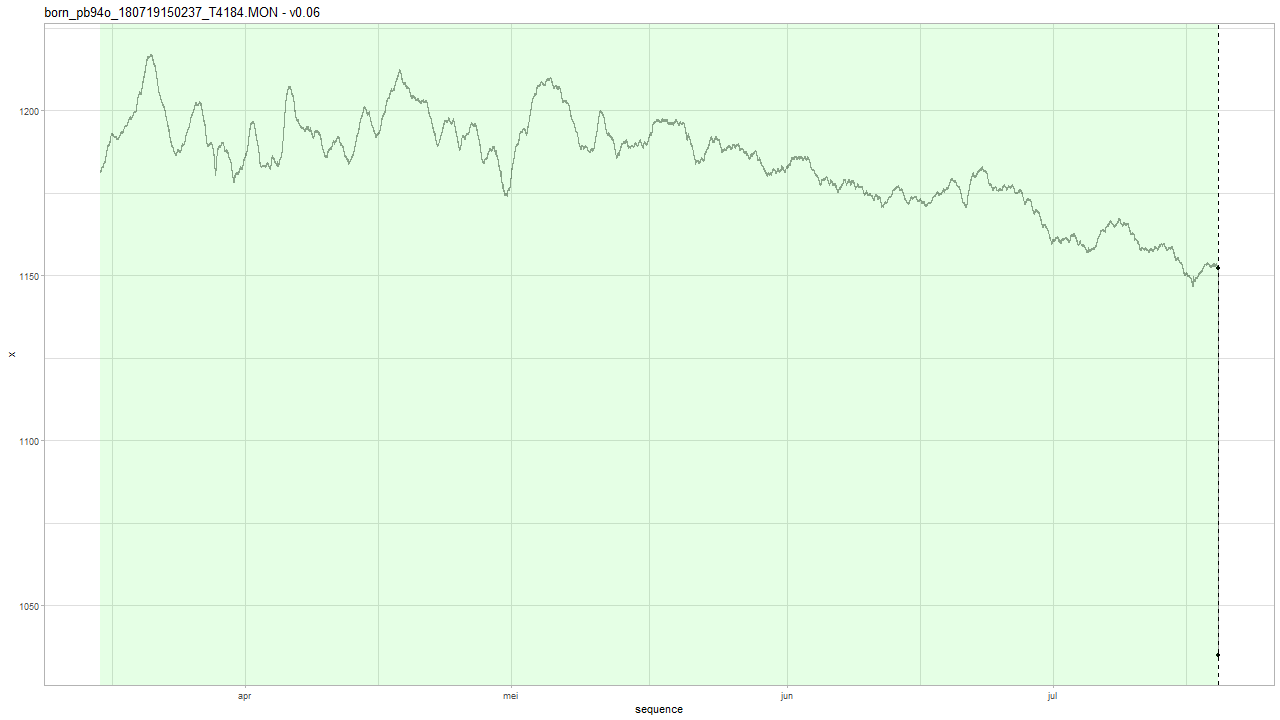 born_pb94o_180719150237_T4184.MON - v0.06
1200
1150
1100
1050
x
apr
mei
jun
jul
sequence